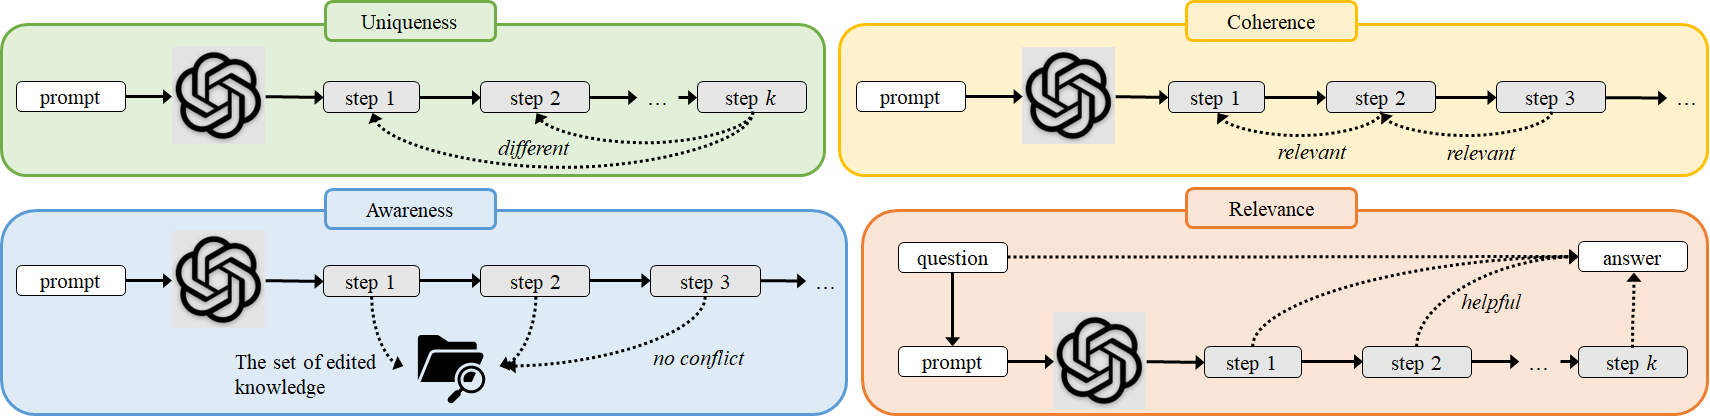 Uniqueness
prompt
step 1
step 2
...
step k
different
Coherence
prompt
step 1
step 2
step 3
...
relevant
relevant
Awareness
prompt
step 1
step 2
step 3
...
The set of edited
knowledge
no conflict
Relevance
question
answer
helpful
prompt
step 1
step 2
...
step k